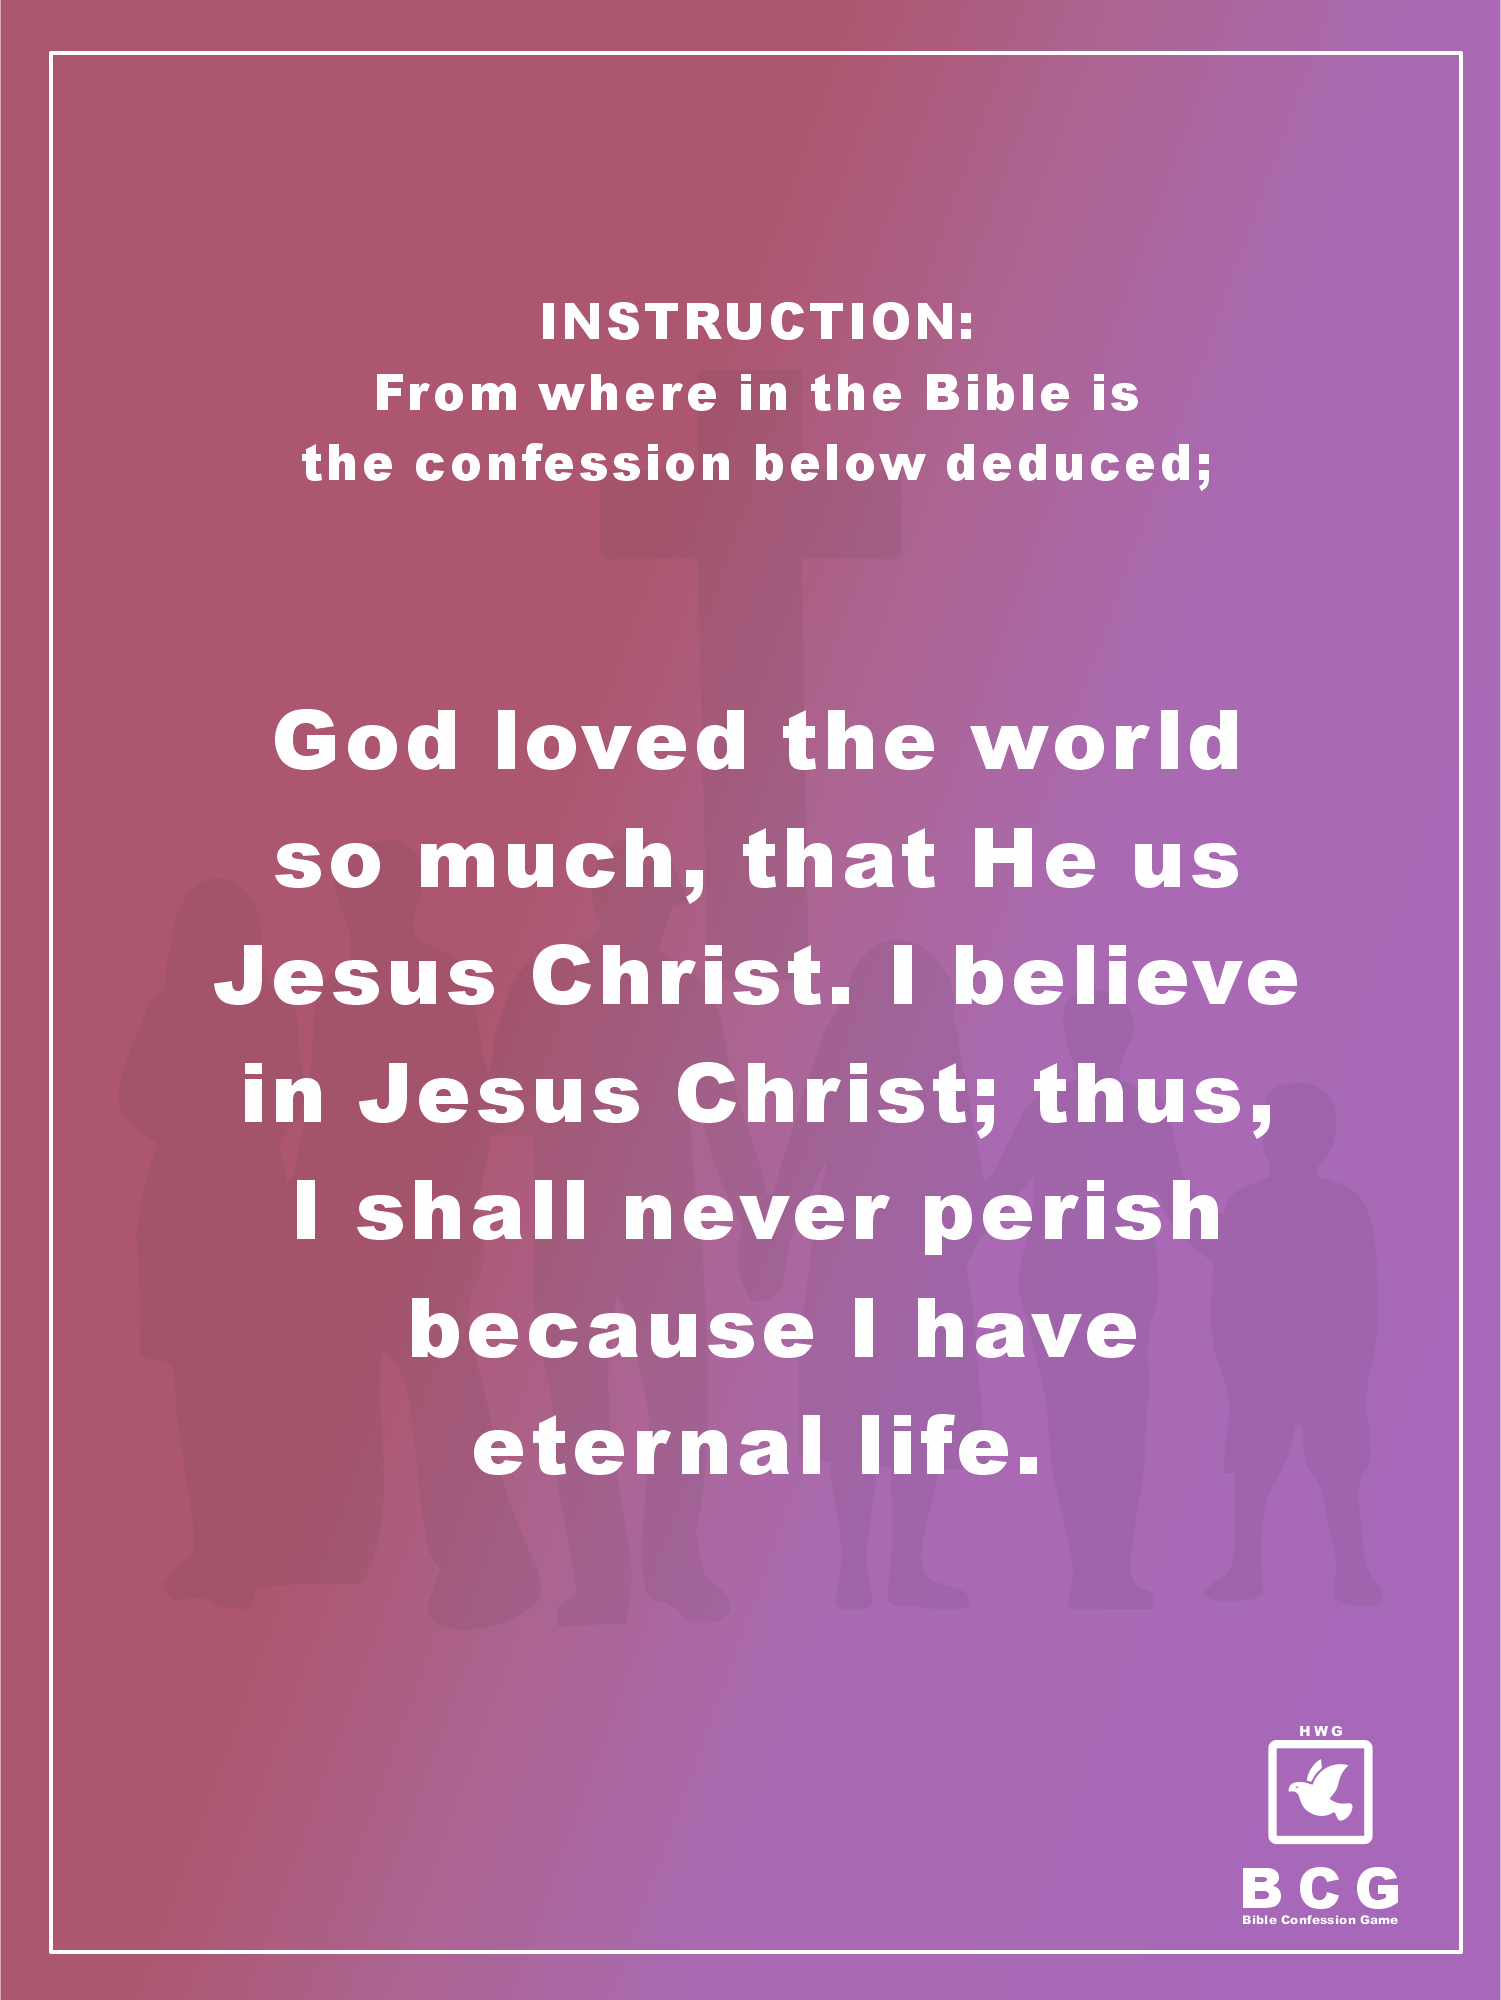 INSTRUCTION:
From where in the Bible is
the confession below deduced;
God loved the world
so much, that He us
Jesus Christ. I believe
in Jesus Christ; thus,
I shall never perish
because I have
eternal life.
HWG
BCG
Bible Confession Game